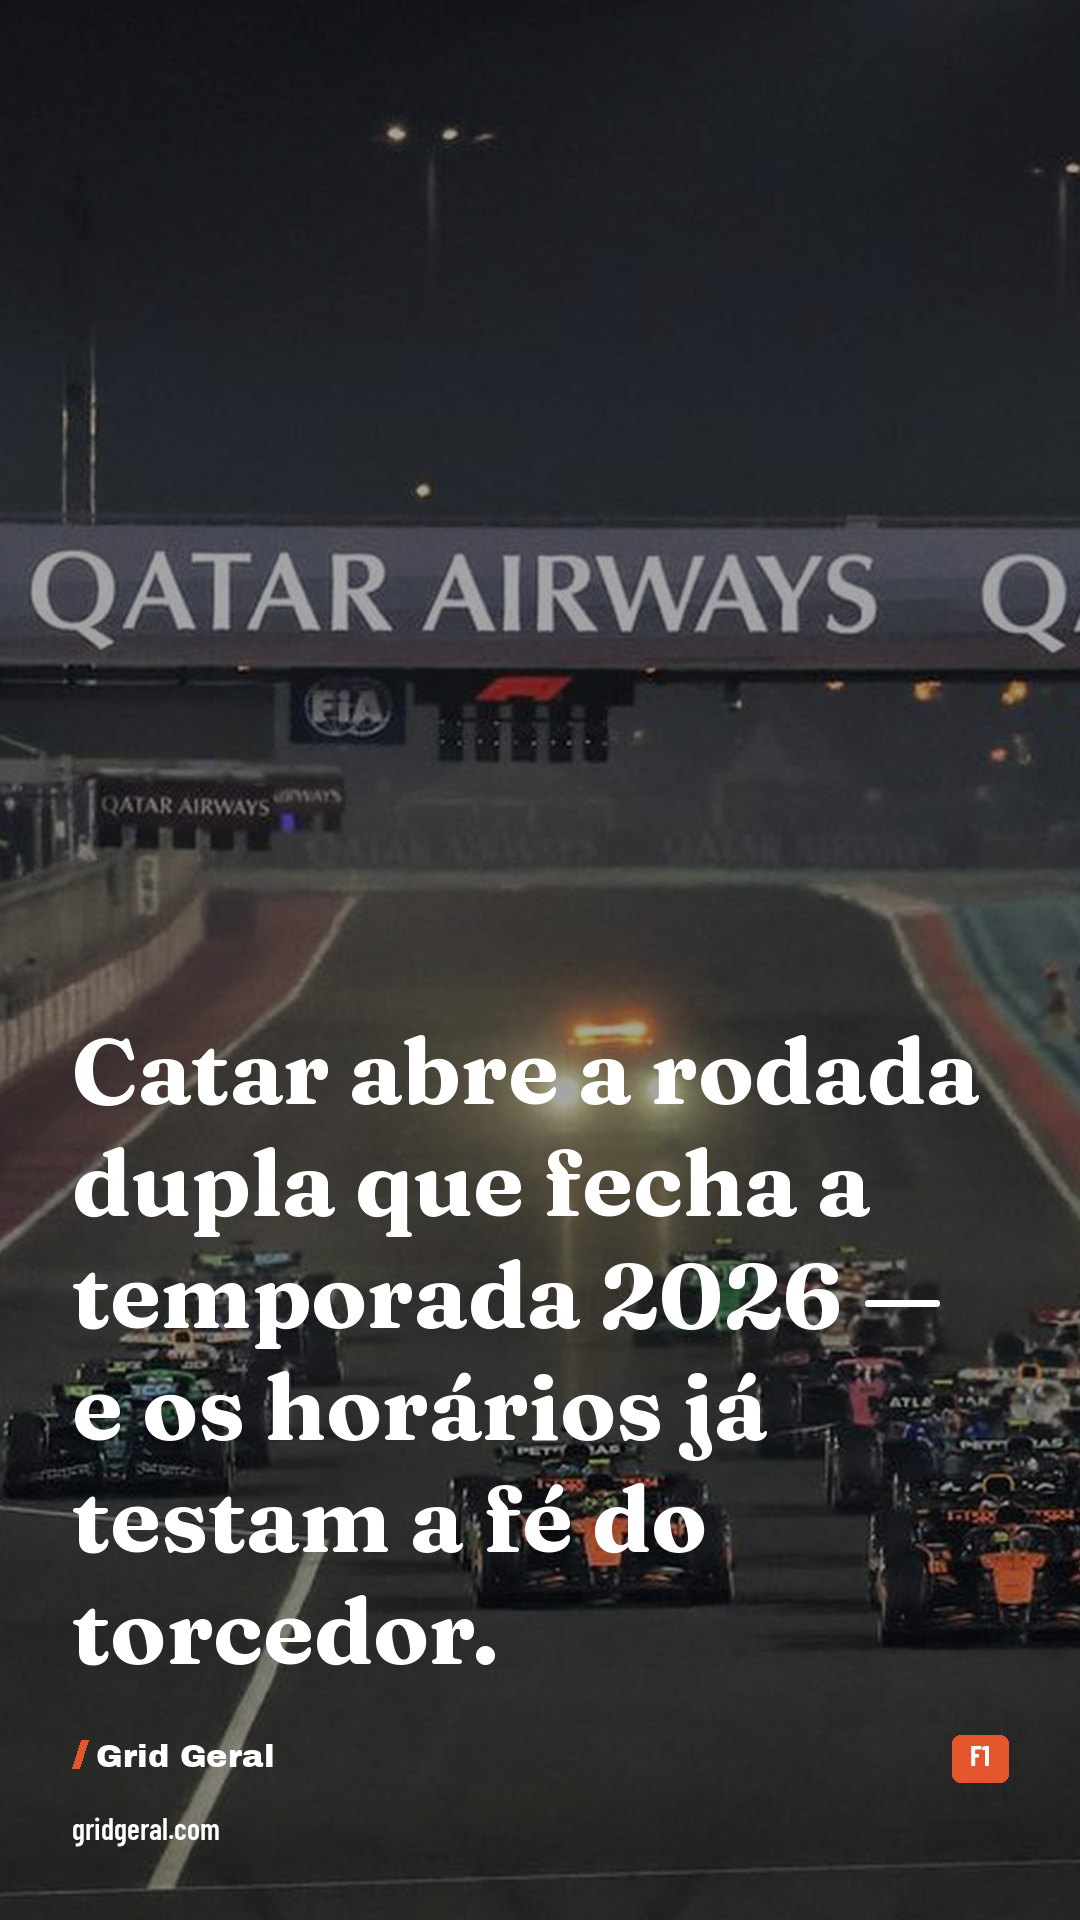 QATAR AIRWAYS Q
FiA
QATAR AIRWAYS
Catar abre a rodada
dupla que fecha a
temporada 2026 —
e os horários já
testam a fé do
torcedor.
/ Grid Geral
F1
gridgeral.com